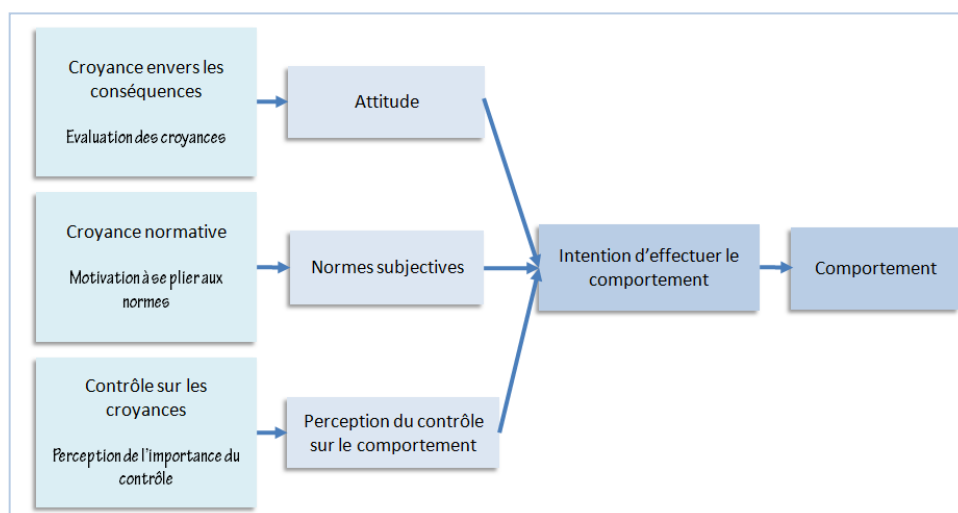 Croyance envers les
conséquences
Evaluation des croyances
Attitude
Croyance normative
Motivation à se plier aux
normes
Normes subjectives
Intention d'effectuer le
comportement
Comportement
Contrôle sur les
croyances
Perception de l'importance du
contrôle
Perception du contrôle
sur le comportement